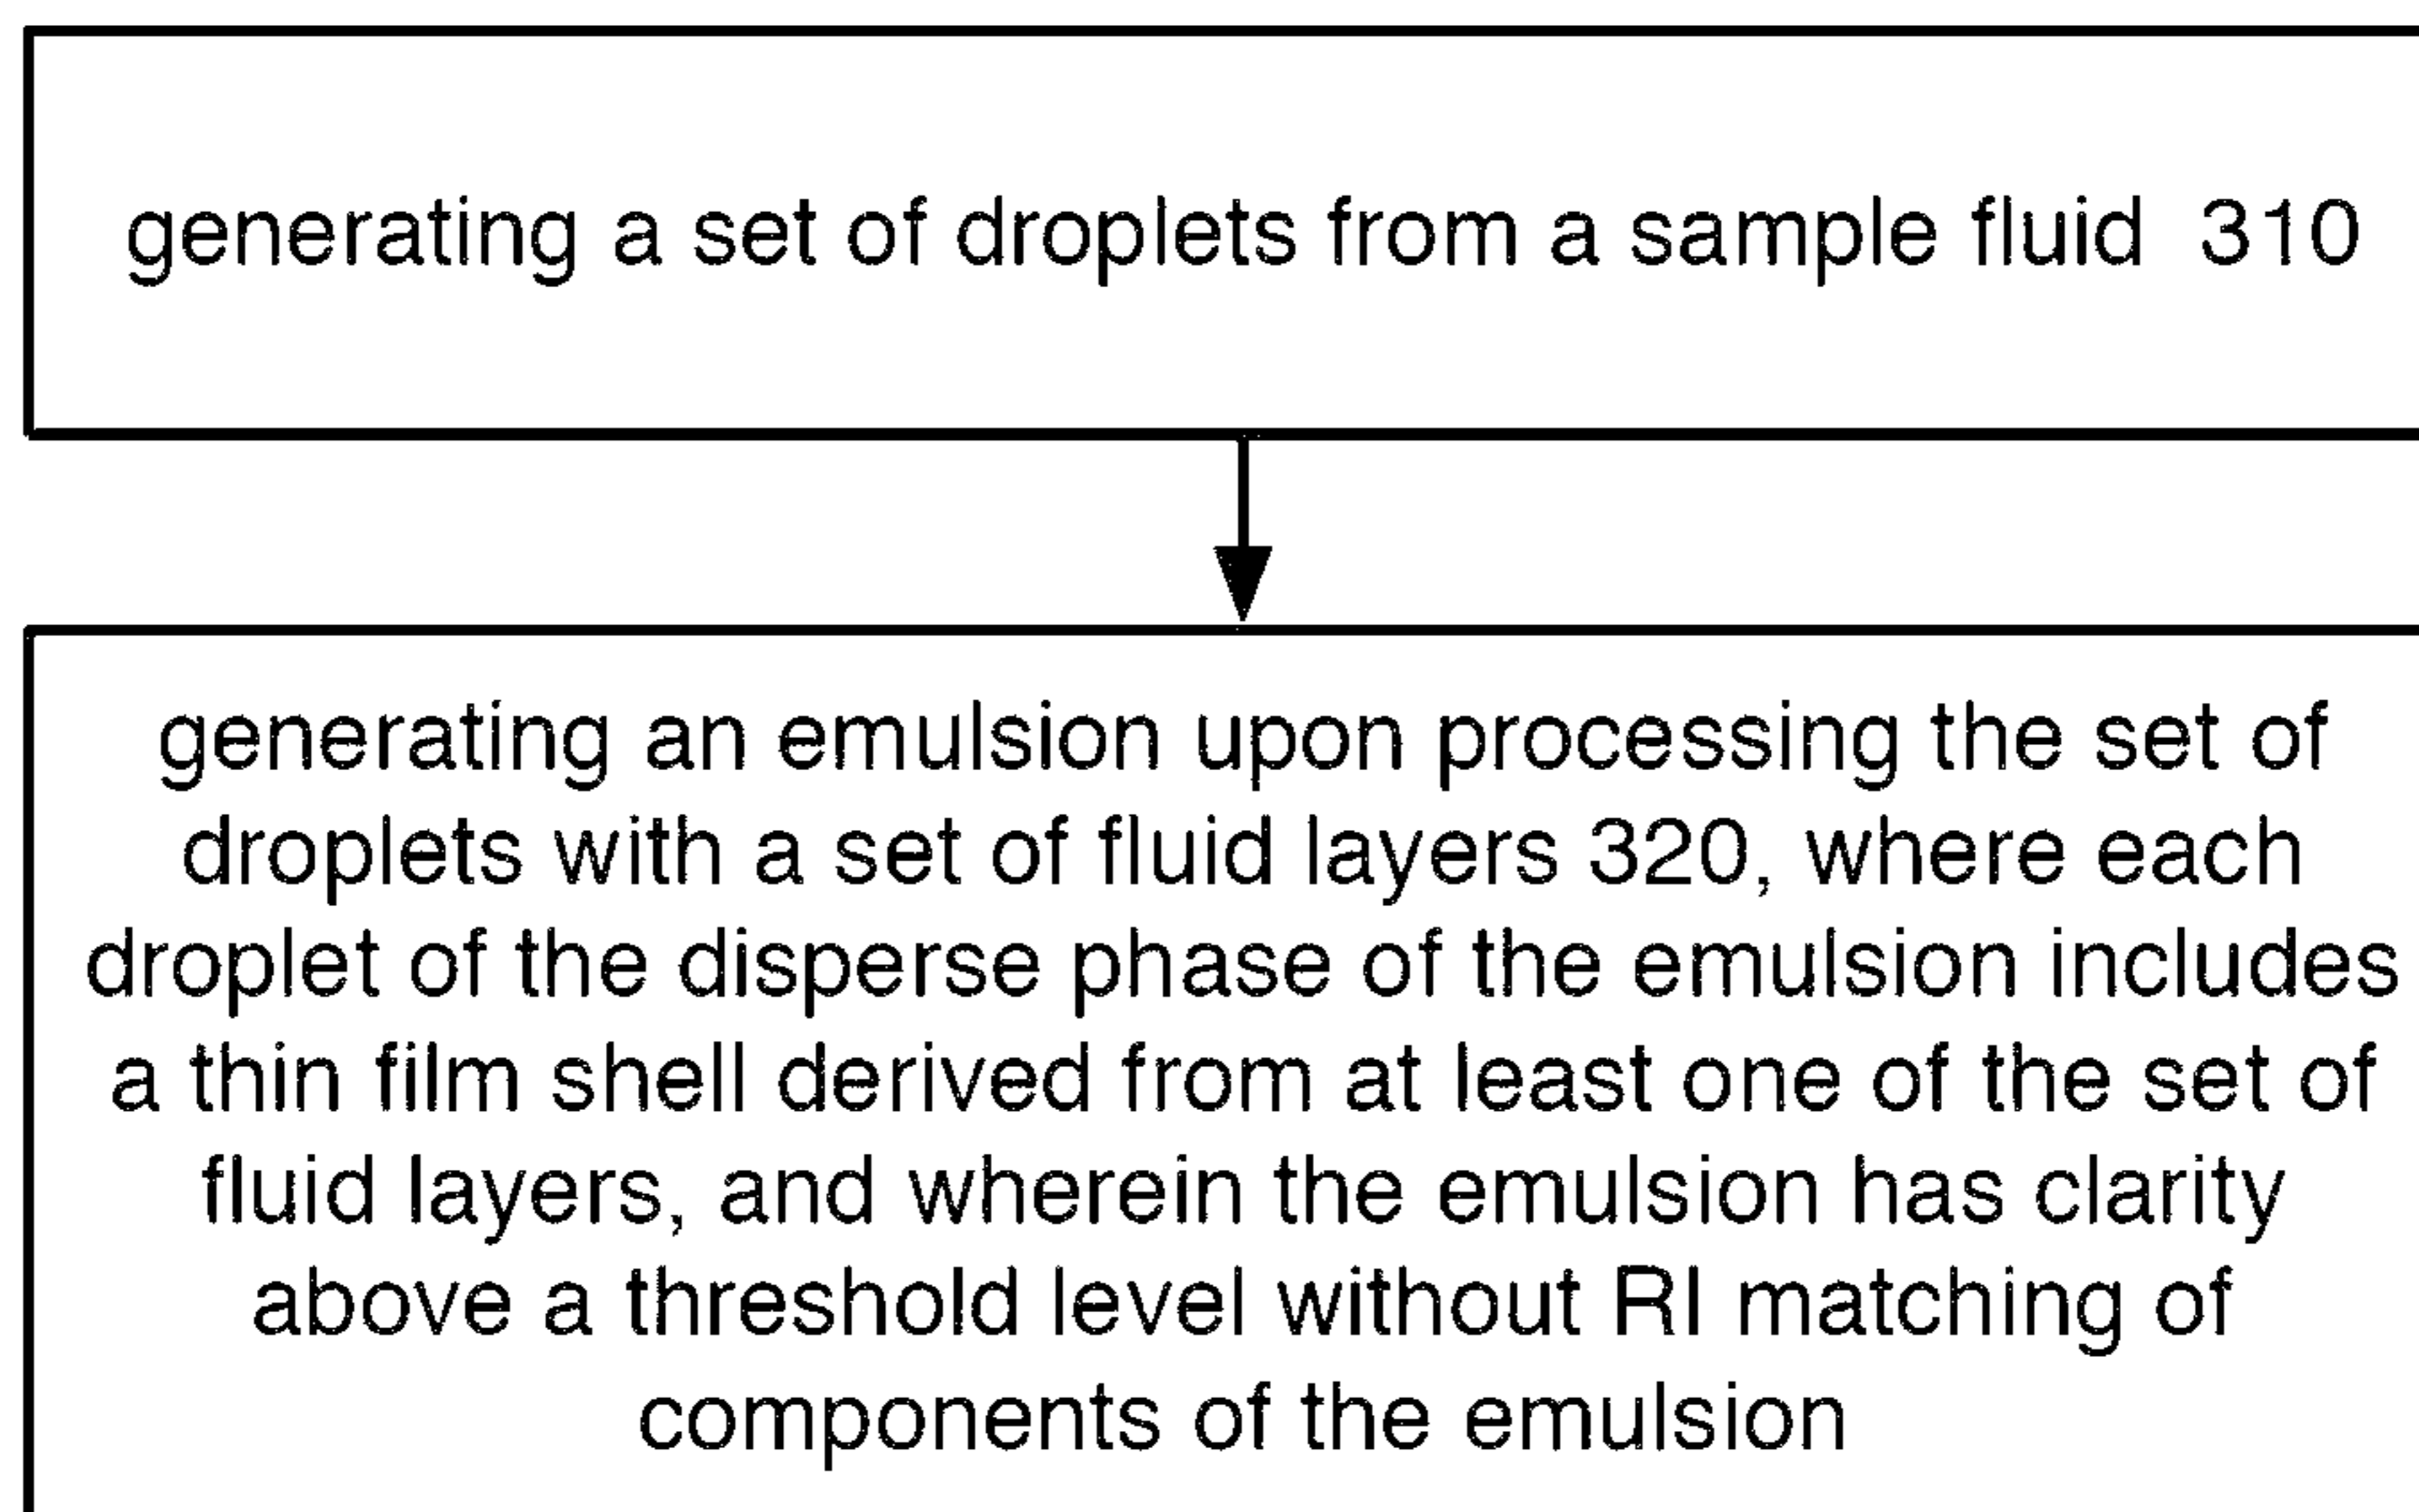 generating a set of droplets from a sample fluid 310
generating an emulsion upon processing the set of
droplets with a set of fluid layers 320, where each
droplet of the disperse phase of the emulsion includes
a thin film shell derived from at least one of the set of
fluid layers, and wherein the emulsion has clarity
above a threshold level without RI matching of
components of the emulsion